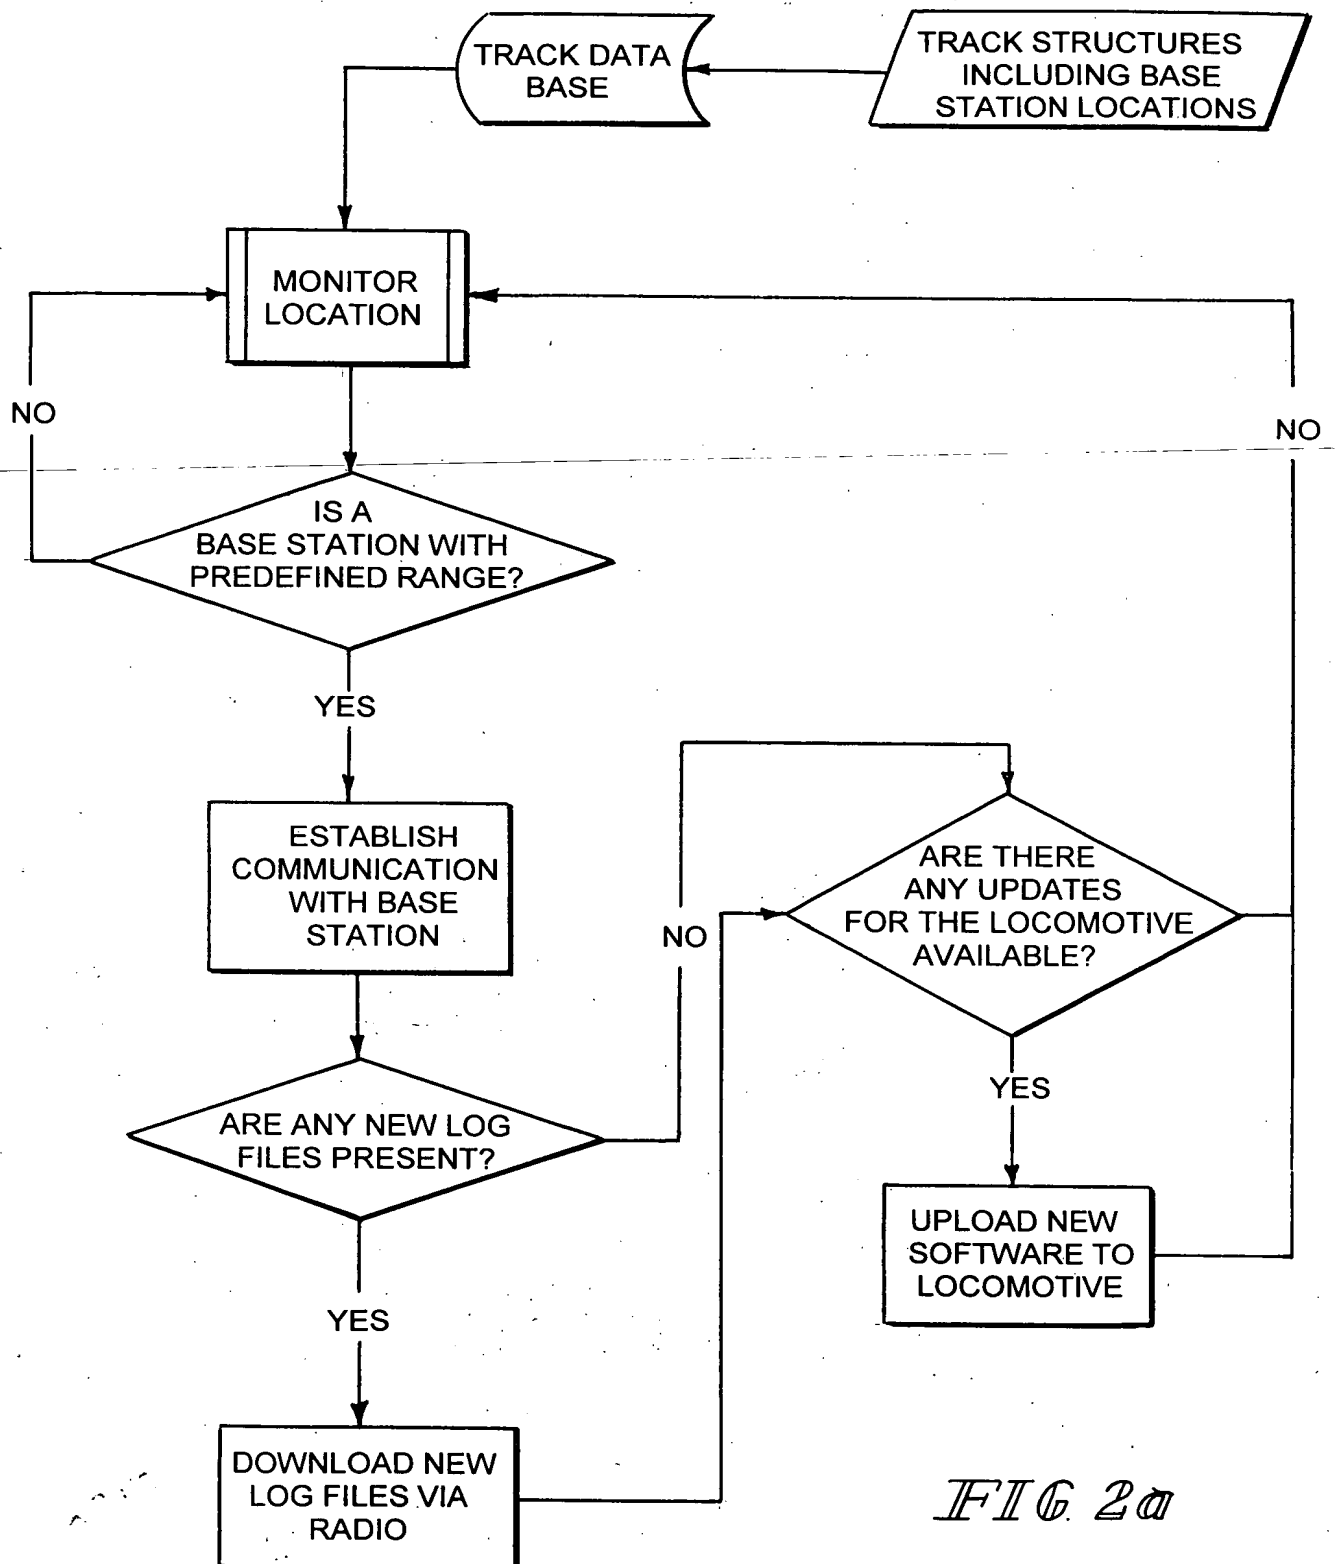 TRACK DATA
BASE
TRACK STRUCTURES
INCLUDING BASE
STATION LOCATIONS
MONITOR
LOCATION
NO
NO
IS A
BASE STATION WITH
PREDEFINED RANGE?
YES
ESTABLISH
COMMUNICATION
WITH BASE
STATION
NO
ARE THERE
ANY UPDATES
FOR THE LOCOMOTIVE
AVAILABLE?
YES
ARE ANY NEW LOG
FILES PRESENT?
YES
UPLOAD NEW
SOFTWARE TO
LOCOMOTIVE
DOWNLOAD NEW
LOG FILES VIA
RADIO
FIG. 2a